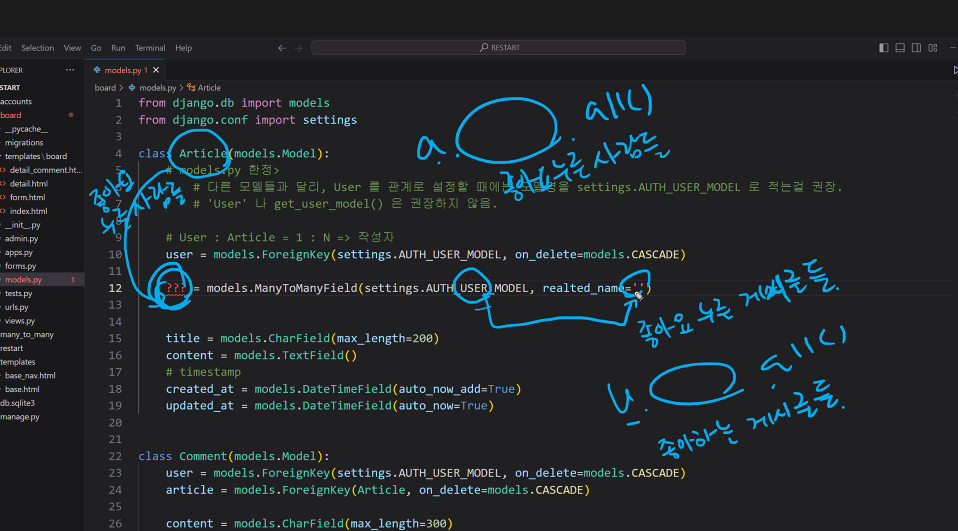 Edit Selection View Go Run Terminal Help
RESTART
EXPLORER
models.py 1
START
accounts
board
__pycache__
migrations
templates\board
detail_comment.ht...
detail.html
form.html
index.html
__init__.py
admin.py
apps.py
forms.py
models.py 1
tests.py
urls.py
views.py
many_to_many
restart
templates
base_nav.html
base.html
db.sqlite3
manage.py
board > models.py > Article
1 from django.db import models
2 from django.conf import settings
3
4 class Article(models.Model):
5 # models.py 한정>
6 # 다른 모델들과 달리, User 를 관계로 설정할 때에는 모델명을 settings.AUTH_USER_MODEL 로 적는걸 권장.
7 # 'User' 나 get_user_model() 은 권장하지 않음.
8
9 # User : Article = 1 : N => 작성자
10 user = models.ForeignKey(settings.AUTH_USER_MODEL, on_delete=models.CASCADE)
11
12 ??? = models.ManyToManyField(settings.AUTH_USER_MODEL, realted_name='')
13
14
15 title = models.CharField(max_length=200)
16 content = models.TextField()
17 # timestamp
18 created_at = models.DateTimeField(auto_now_add=True)
19 updated_at = models.DateTimeField(auto_now=True)
20
21
22 class Comment(models.Model):
23 user = models.ForeignKey(settings.AUTH_USER_MODEL, on_delete=models.CASCADE)
24 article = models.ForeignKey(Article, on_delete=models.CASCADE)
25
26 content = models.CharField(max_length=300)
a. . all()
좋아요 누른 사람들
좋아요
누른 사람들
좋아요 누른 게시글들.
u. . all()
좋아하는 게시글들.